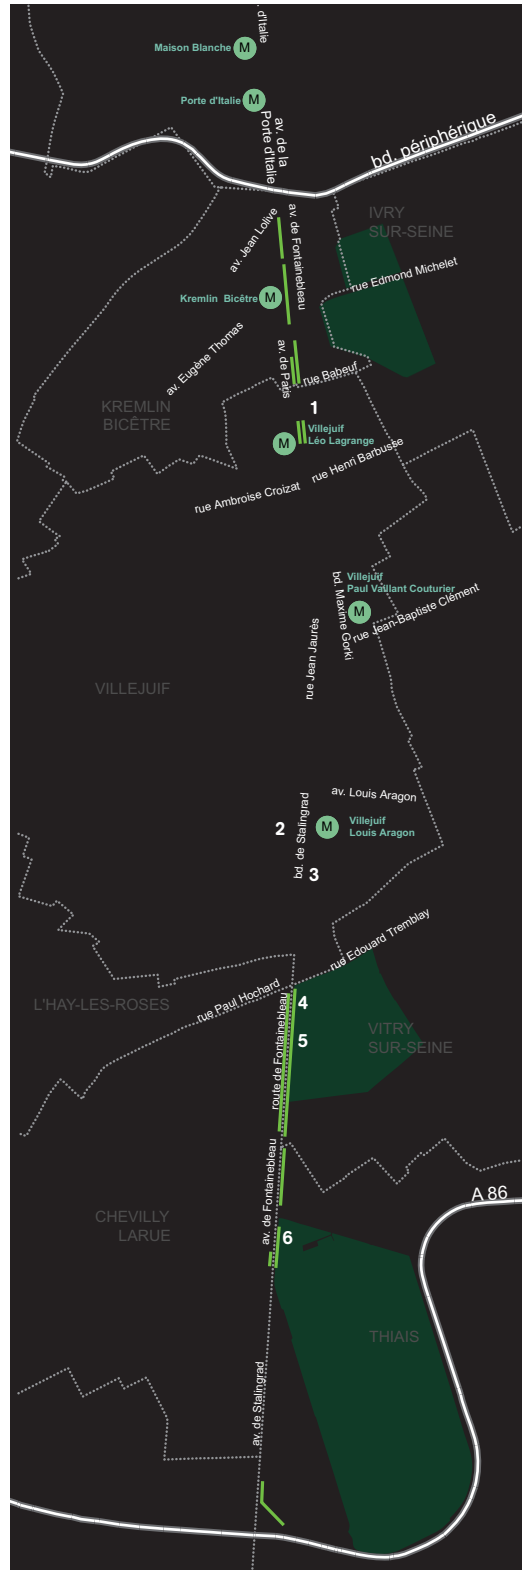 d'Italie
Maison Blanche
M
Porte d'Italie
M
av. de la
Porte d'Italie
bd. périphérique
IVRY
SUR-SEINE
av. Jean Lolive
av. de Fontainebleau
rue Edmond Michelet
Kremlin Bicêtre
M
av. Eugène Thomas
av. de Paris
rue Babeuf
KREMLIN
BICÊTRE
1
Villejuif
Léo Lagrange
M
rue Henri Barbusse
rue Ambroise Croizat
Villejuif
Paul Vaillant Couturier
M
bd. Maxime Gorki
rue Jean-Baptiste Clément
rue Jean Jaurés
VILLEJUIF
av. Louis Aragon
2
bd. de Stalingrad
M
Villejuif
Louis Aragon
3
rue Edouard Tremblay
rue Paul Hochard
L'HAY-LES-ROSES
4
route de Fontainebleau
5
VITRY
SUR-SEINE
av. de Fontainebleau
A 86
CHEVILLY
LARUE
6
THIAIS
av. de Stalingrad